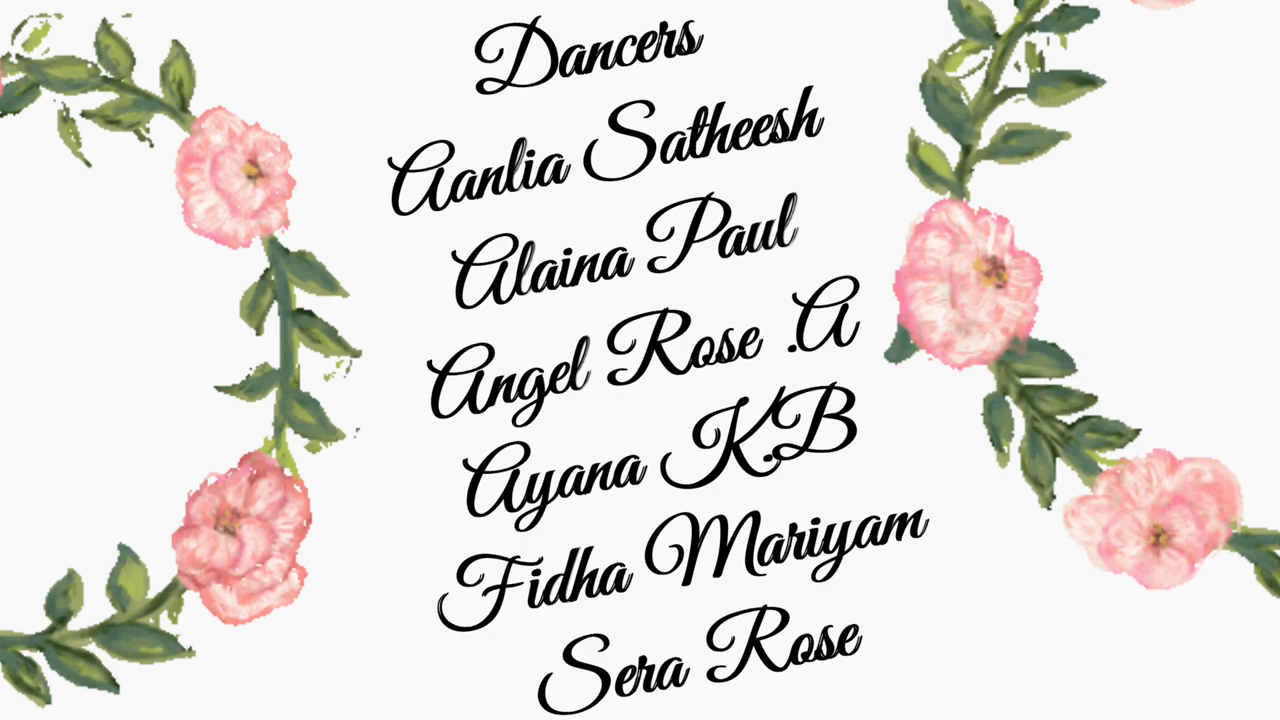 Dancers
Aanlia Satheesh
Alaina Paul
Angel Rose .A
Ayana K.B
Fidha Mariyam
Sera Rose